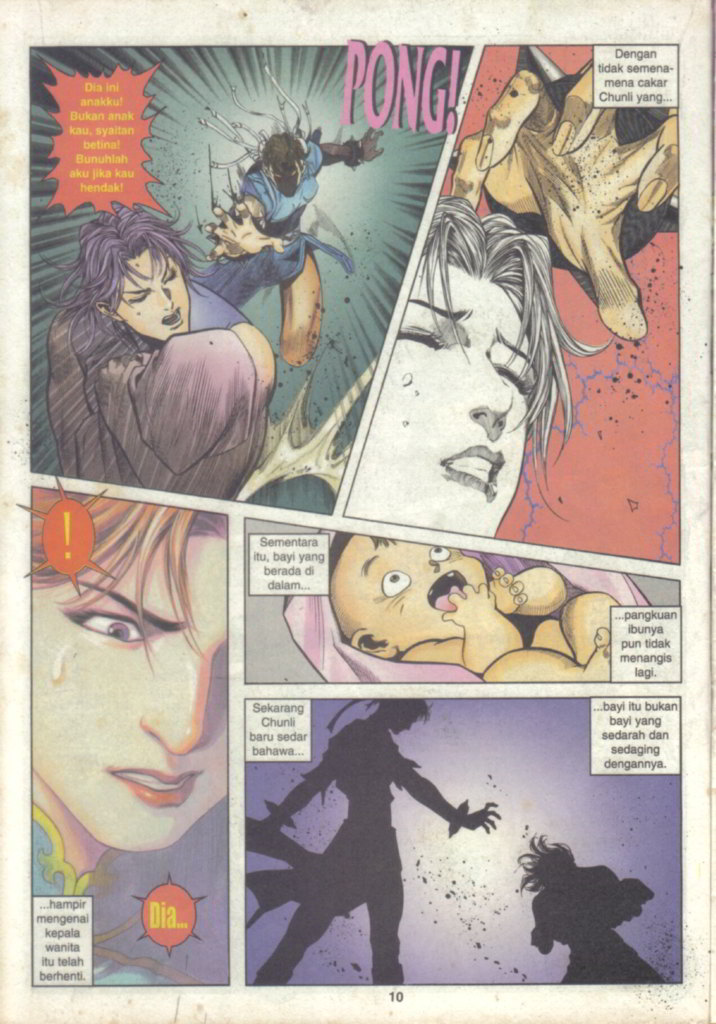 Dia ini
anakku!
Bukan anak
kau, syaitan
betina!
Bunuhlah
aku jika kau
hendak!
PONG!
Dengan
tidak semena-
mena cakar
Chunli yang...
!
...hampir
mengenai
kepala
wanita
itu telah
berhenti.
Dia...
Sementara
itu, bayi yang
berada di
dalam...
...pangkuan
ibunya
pun tidak
menangis
lagi.
Sekarang
Chunli
baru sedar
bahawa...
...bayi itu bukan
bayi yang
sedarah dan
sedaging
dengannya.
10